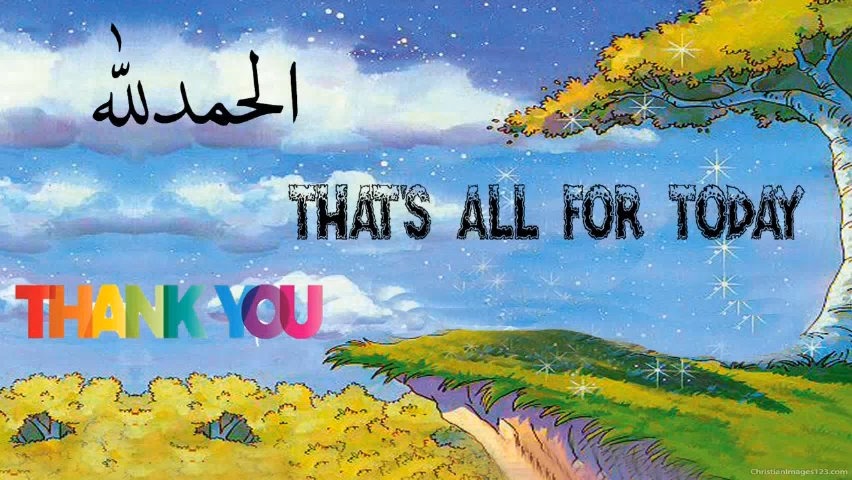 الحمدلله
THAT'S ALL FOR TODAY
THANK YOU
ChristianImages123.com